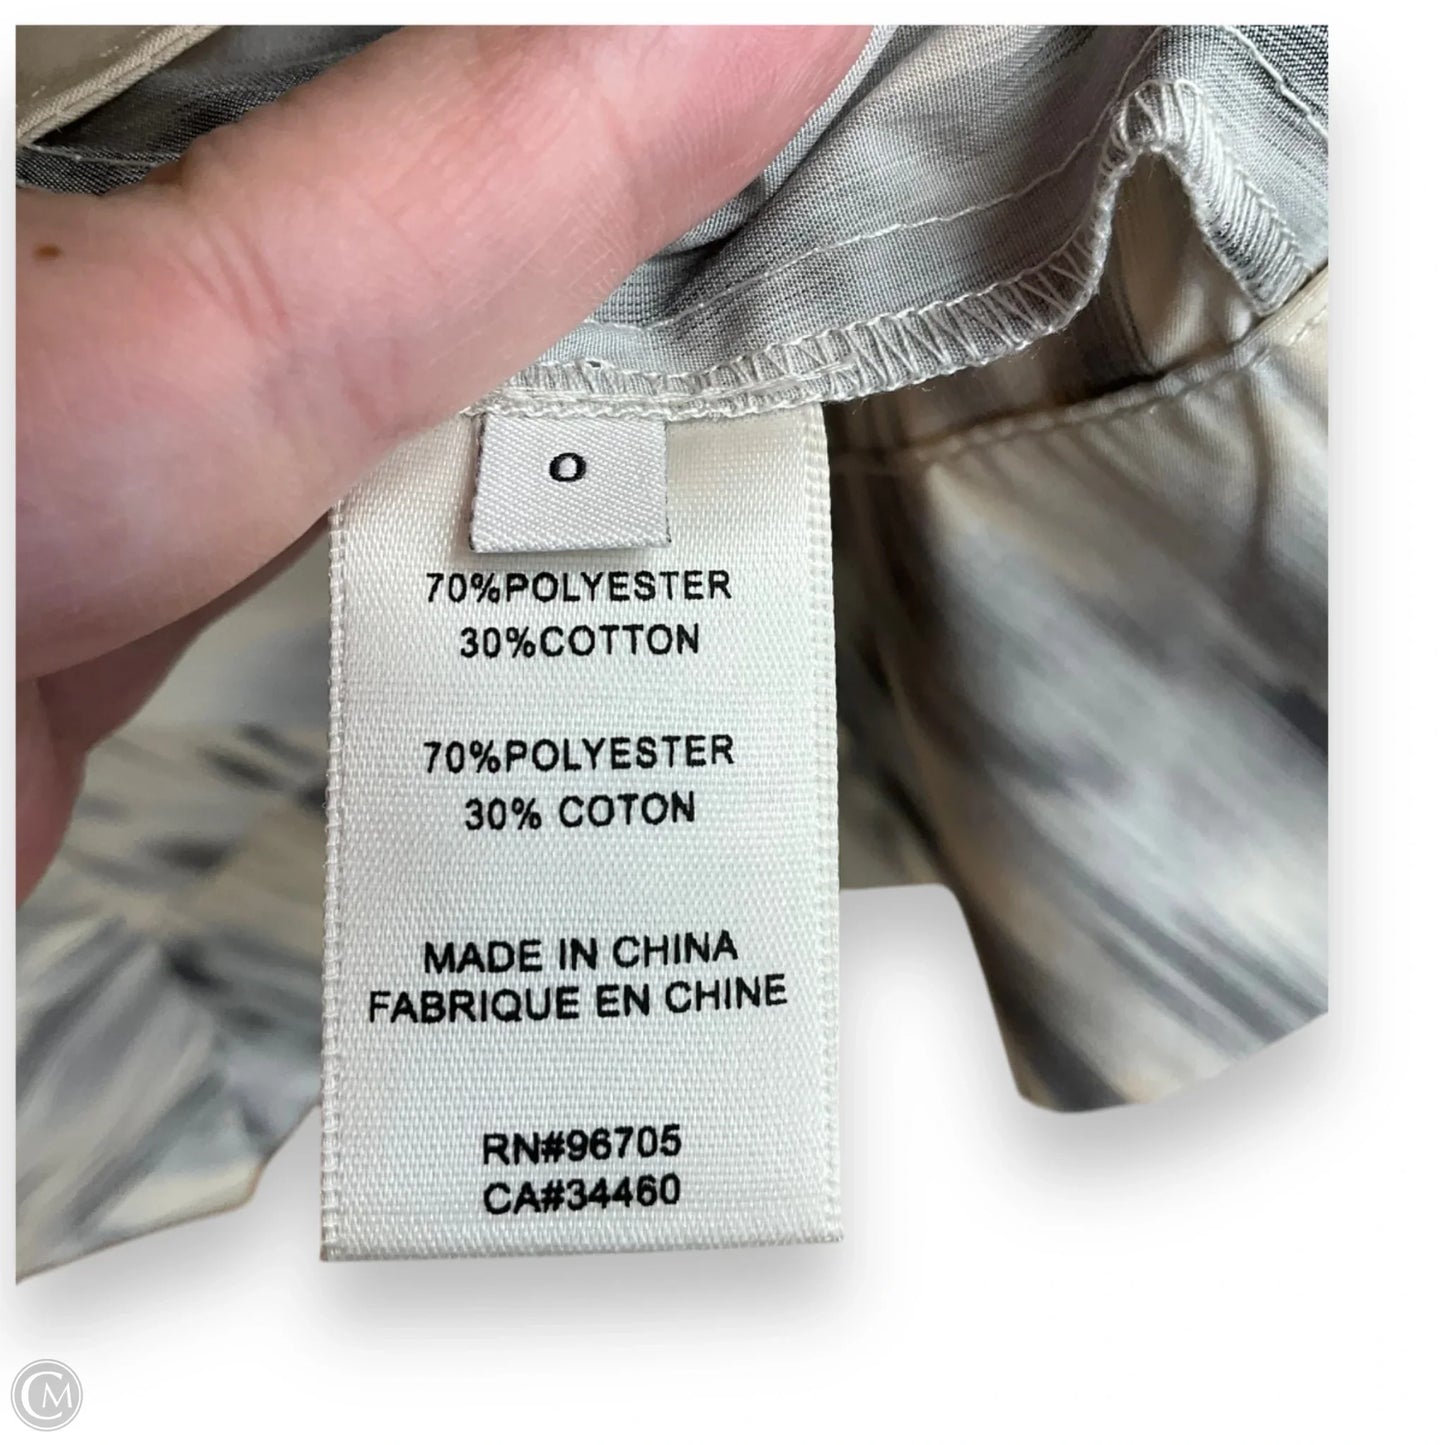 0
70%POLYESTER
30%COTTON
70%POLYESTER
30% COTON
MADE IN CHINA
FABRIQUE EN CHINE
RN#96705
CA#34460
CM